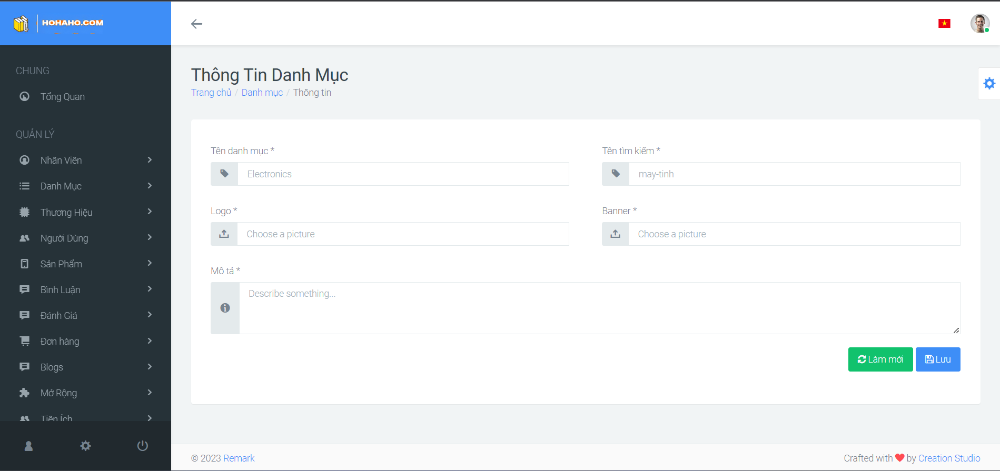 HOHAHO.COM
CHUNG
Tổng Quan
QUẢN LÝ
Nhân Viên
Danh Mục
Thương Hiệu
Người Dùng
Sản Phẩm
Bình Luận
Đánh Giá
Đơn hàng
Blogs
Mở Rộng
Tiện Ích
Thông Tin Danh Mục
Trang chủ / Danh mục / Thông tin
Tên danh mục *
Electronics
Tên tìm kiếm *
may-tinh
Logo *
Choose a picture
Banner *
Choose a picture
Mô tả *
Describe something...
Làm mới
Lưu
© 2023 Remark
Crafted with ❤ by Creation Studio